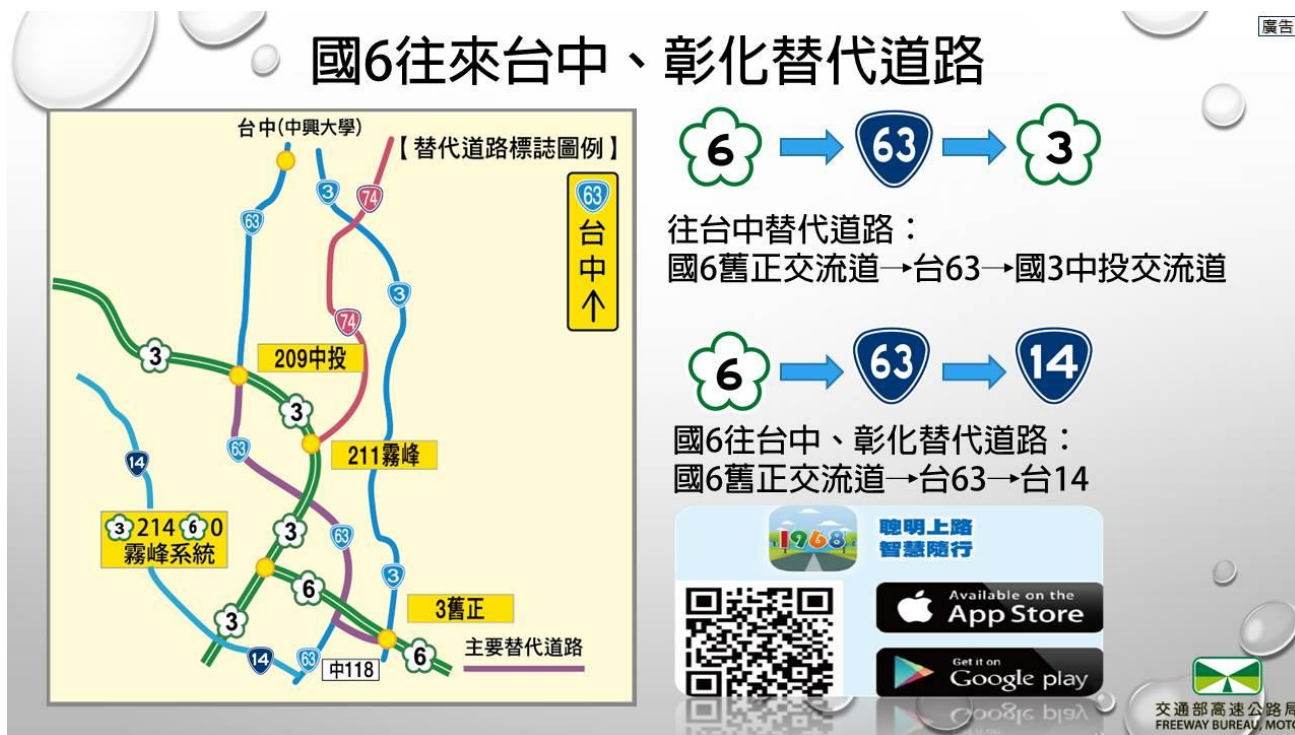 廣告
國6往來台中、彰化替代道路
台中(中興大學)
【替代道路標誌圖例】
63
台
中
↑
3
74
63
3
74
3
209中投
3
211霧峰
63
14
3 214 6 0
霧峰系統
3
63
3
6
3舊正
3
14
63
中118
6
主要替代道路
6 → 63 → 3
往台中替代道路：
國6舊正交流道→台63→國3中投交流道
6 → 63 → 14
國6往台中、彰化替代道路：
國6舊正交流道→台63→台14
1968
聰明上路
智慧隨行
Available on the
App Store
Get it on
Google play
交通部高速公路局
FREEWAY BUREAU, MOTC